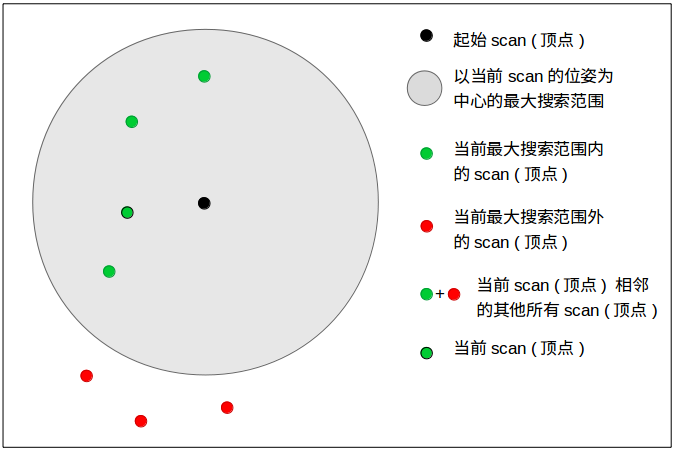 起始 scan ( 顶点 )
以当前 scan 的位姿为
中心的最大搜索范围
当前最大搜索范围内
的 scan ( 顶点 )
当前最大搜索范围外
的 scan ( 顶点 )
+
当前 scan ( 顶点 ) 相邻
的其他所有 scan ( 顶点 )
当前 scan ( 顶点 )